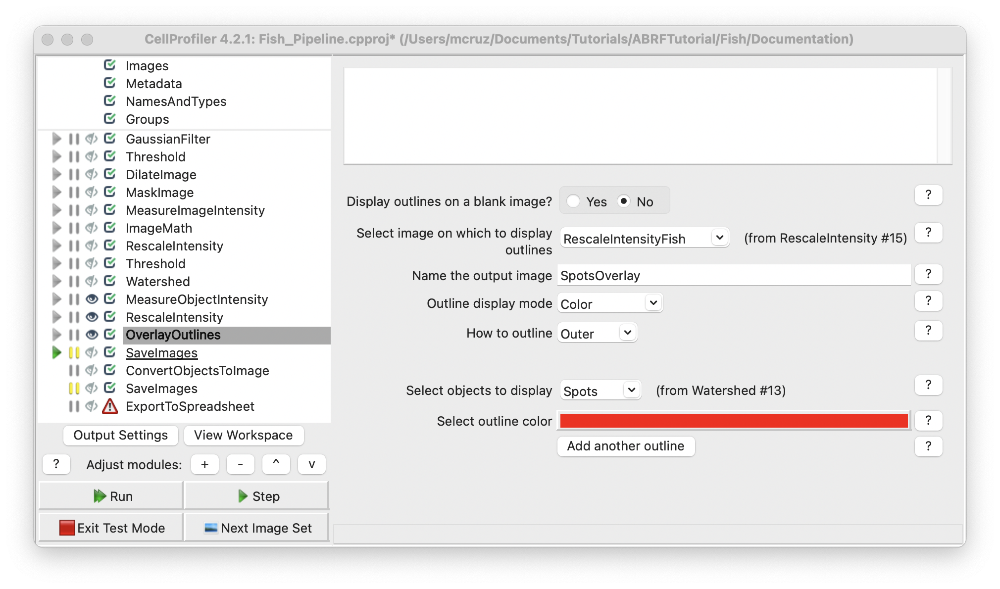 CellProfiler 4.2.1: Fish_Pipeline.cpproj* (/Users/mcruz/Documents/Tutorials/ABRFTutorial/Fish/Documentation)
Images
Metadata
NamesAndTypes
Groups
GaussianFilter
Threshold
DilateImage
MaskImage
MeasureImageIntensity
ImageMath
RescaleIntensity
Threshold
Watershed
MeasureObjectIntensity
RescaleIntensity
OverlayOutlines
SaveImages
ConvertObjectsToImage
SaveImages
ExportToSpreadsheet
Output Settings View Workspace
? Adjust modules: + - ^ v
Run Step
Exit Test Mode Next Image Set
Display outlines on a blank image? Yes No ?
Select image on which to display
outlines
RescaleIntensityFish (from RescaleIntensity #15) ?
Name the output image SpotsOverlay ?
Outline display mode Color ?
How to outline Outer ?
Select objects to display Spots (from Watershed #13) ?
Select outline color ?
Add another outline ?